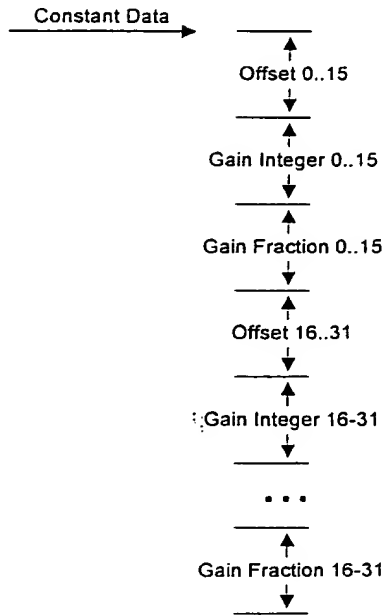 Constant Data
Offset 0..15
Gain Integer 0..15
Gain Fraction 0..15
Offset 16..31
Gain Integer 16-31
...
Gain Fraction 16-31